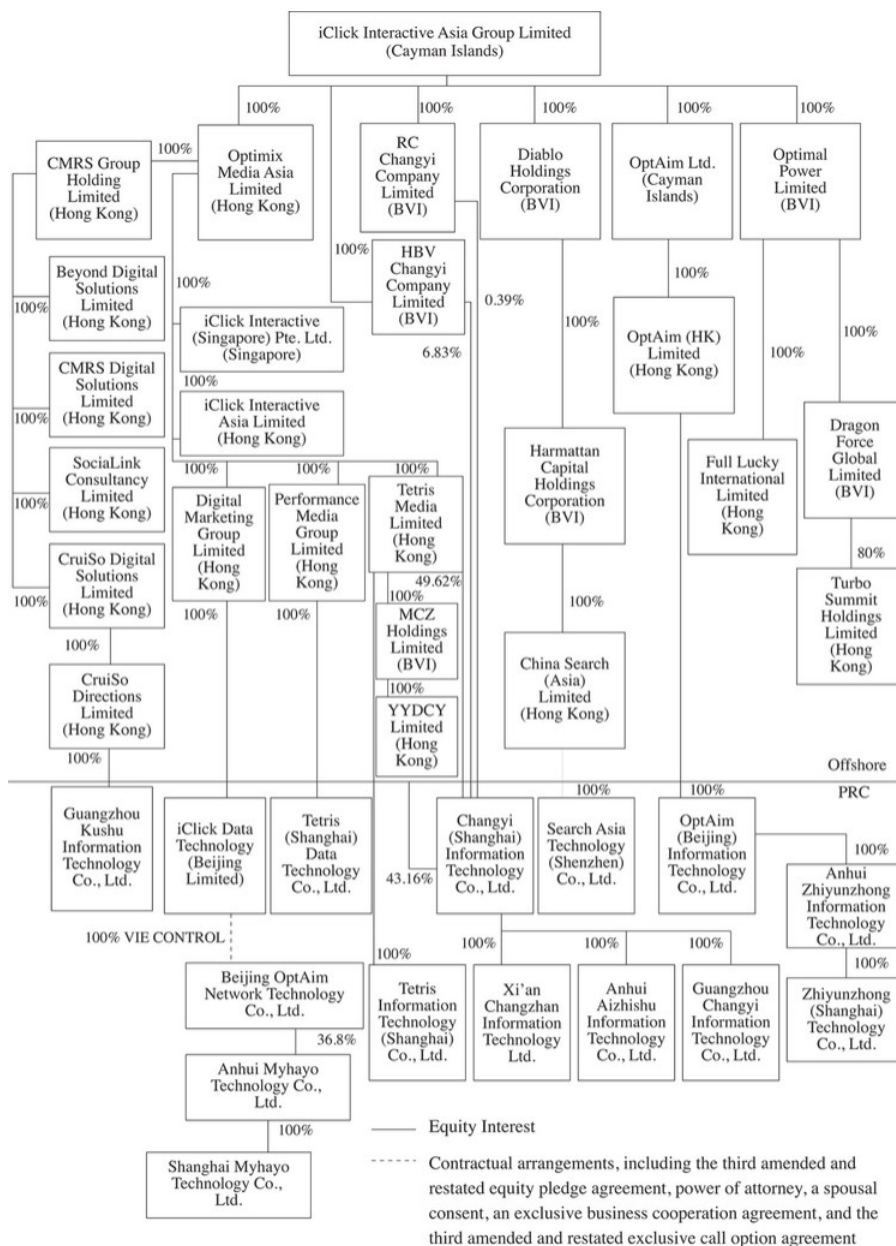 iClick Interactive Asia Group Limited
(Cayman Islands)
100%
100%
100%
100%
100%
100%
CMRS Group
Holding
Limited
(Hong Kong)
Optimix
Media Asia
Limited
(Hong Kong)
RC
Changyi
Company
Limited
(BVI)
Diablo
Holdings
Corporation
(BVI)
OptAim Ltd.
(Cayman
Islands)
Optimal
Power
Limited
(BVI)
100%
HBV
Changyi
Company
Limited
(BVI)
0.39%
6.83%
Beyond Digital
Solutions
Limited
(Hong Kong)
100%
100%
iClick Interactive
(Singapore) Pte. Ltd.
(Singapore)
100%
iClick Interactive
Asia Limited
(Hong Kong)
CMRS Digital
Solutions
Limited
(Hong Kong)
100%
SociaLink
Consultancy
Limited
(Hong Kong)
100%
CruiSo Digital
Solutions
Limited
(Hong Kong)
100%
100%
CruiSo
Directions
Limited
(Hong Kong)
100%
100%
100%
100%
Digital
Marketing
Group
Limited
(Hong
Kong)
Performance
Media
Group
Limited
(Hong
Kong)
Tetris
Media
Limited
(Hong
Kong)
100%
100%
49.62%
100%
MCZ
Holdings
Limited
(BVI)
100%
YYDCY
Limited
(Hong
Kong)
100%
Harmattan
Capital
Holdings
Corporation
(BVI)
100%
China Search
(Asia)
Limited
(Hong Kong)
100%
OptAim (HK)
Limited
(Hong Kong)
100%
Full Lucky
International
Limited
(Hong
Kong)
100%
Dragon
Force
Global
Limited
(BVI)
80%
Turbo
Summit
Holdings
Limited
(Hong
Kong)
Offshore
PRC
100%
100%
Guangzhou
Kushu
Information
Technology
Co., Ltd.
iClick Data
Technology
(Beijing
Limited)
Tetris
(Shanghai)
Data
Technology
Co., Ltd.
43.16%
Changyi
(Shanghai)
Information
Technology
Co., Ltd.
Search Asia
Technology
(Shenzhen)
Co., Ltd.
OptAim
(Beijing)
Information
Technology
Co., Ltd.
100%
Anhui
Zhiyunzhong
Information
Technology
Co., Ltd.
100%
Zhiyunzhong
(Shanghai)
Technology
Co., Ltd.
100% VIE CONTROL
Beijing OptAim
Network Technology
Co., Ltd.
36.8%
Anhui Myhayo
Technology Co.,
Ltd.
100%
Shanghai Myhayo
Technology Co.,
Ltd.
100%
100%
100%
100%
Tetris
Information
Technology
(Shanghai)
Co., Ltd.
Xi'an
Changzhan
Information
Technology
Ltd.
Anhui
Aizhishu
Information
Technology
Co., Ltd.
Guangzhou
Changyi
Information
Technology
Co., Ltd.
Equity Interest
Contractual arrangements, including the third amended and
restated equity pledge agreement, power of attorney, a spousal
consent, an exclusive business cooperation agreement, and the
third amended and restated exclusive call option agreement